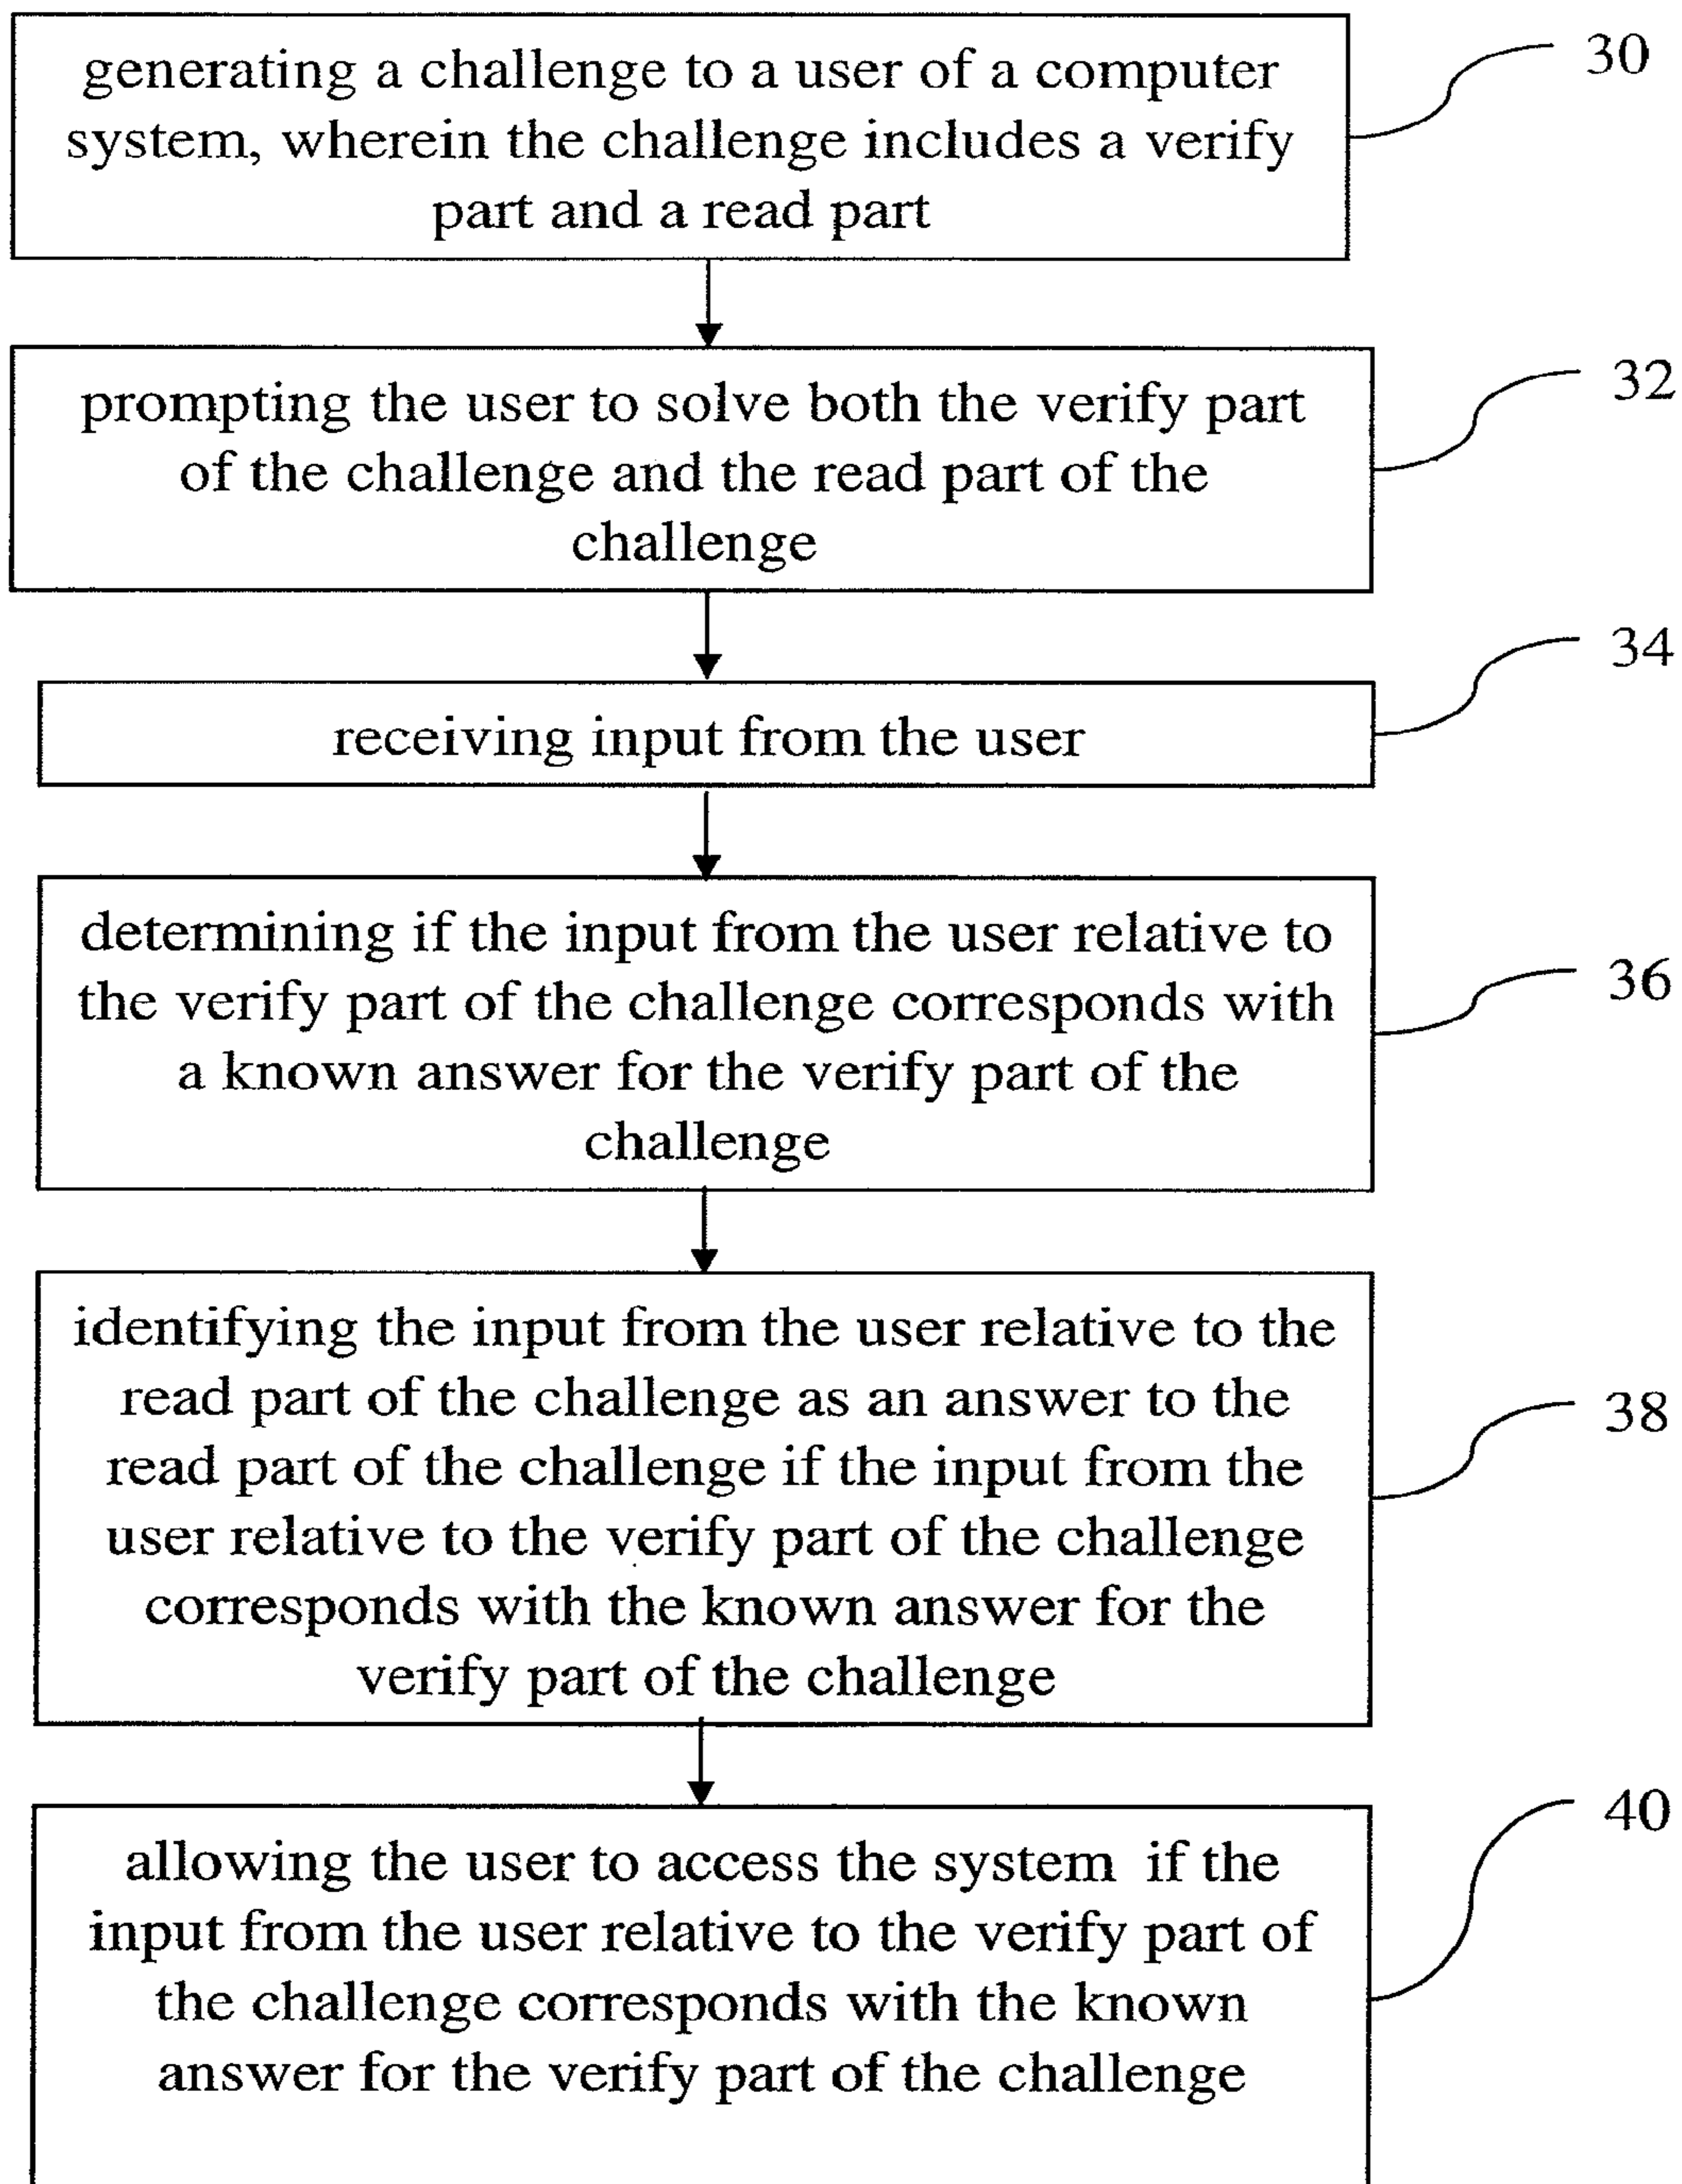 generating a challenge to a user of a computer
system, wherein the challenge includes a verify
part and a read part
30
prompting the user to solve both the verify part
of the challenge and the read part of the
challenge
32
receiving input from the user
34
determining if the input from the user relative to
the verify part of the challenge corresponds with
a known answer for the verify part of the
challenge
36
identifying the input from the user relative to the
read part of the challenge as an answer to the
read part of the challenge if the input from the
user relative to the verify part of the challenge
corresponds with the known answer for the
verify part of the challenge
38
allowing the user to access the system if the
input from the user relative to the verify part of
the challenge corresponds with the known
answer for the verify part of the challenge
40